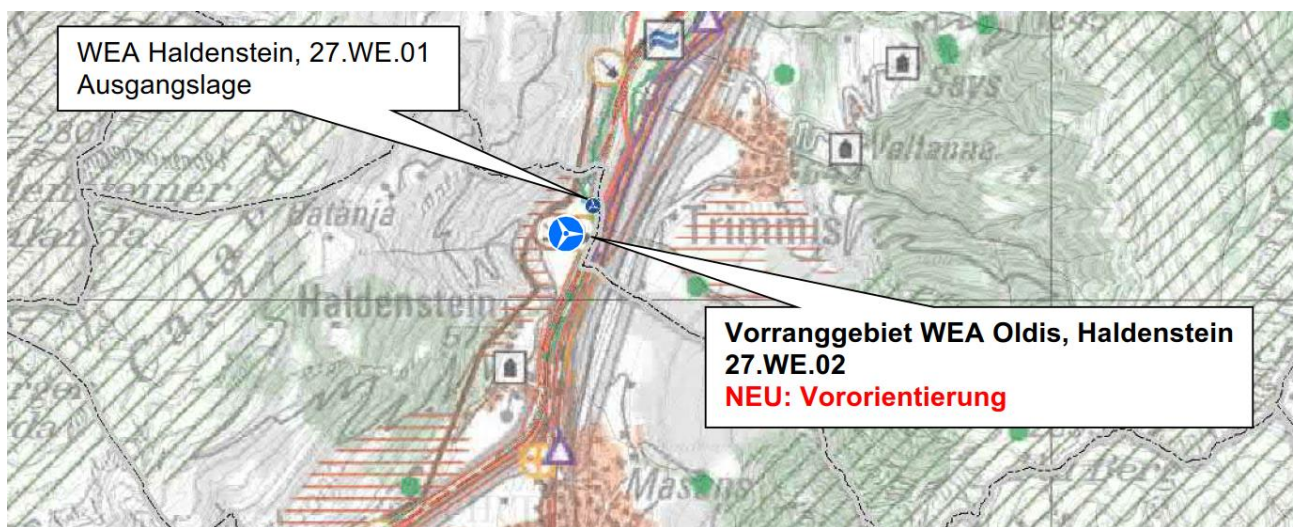 WEA Haldenstein, 27.WE.01
Ausgangslage
Says
Valtanna
Batänja
Trimmis
Haldenstein
Vorranggebiet WEA Oldis, Haldenstein
27.WE.02
NEU: Vororientierung
Masans